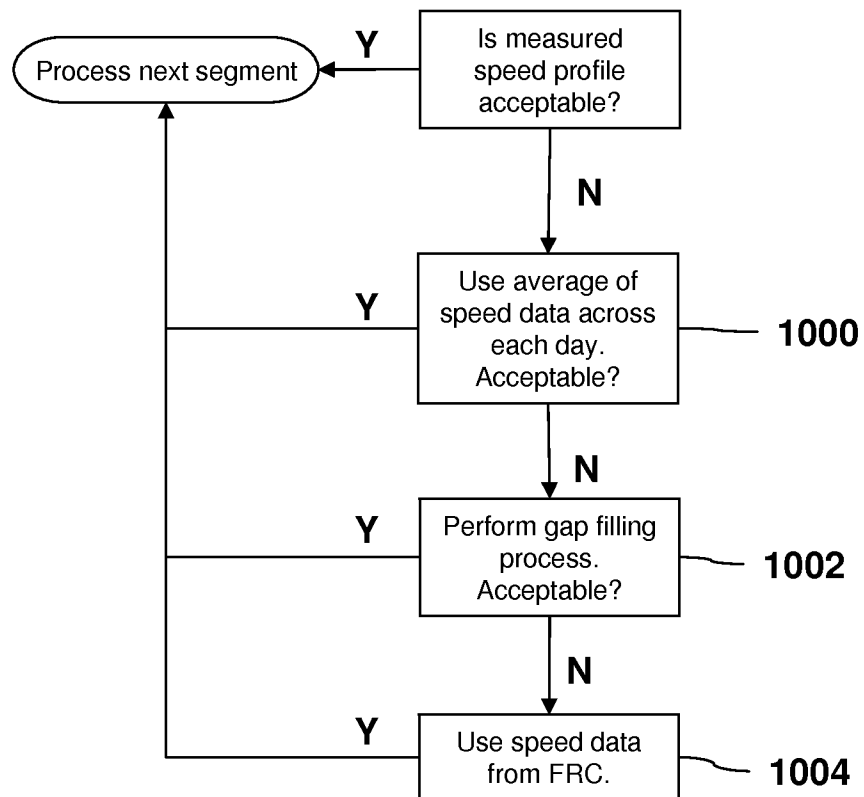 Process next segment
Y
Is measured
speed profile
acceptable?
N
Y
Use average of
speed data across
each day.
Acceptable?
1000
N
Y
Perform gap filling
process.
Acceptable?
1002
N
Y
Use speed data
from FRC.
1004